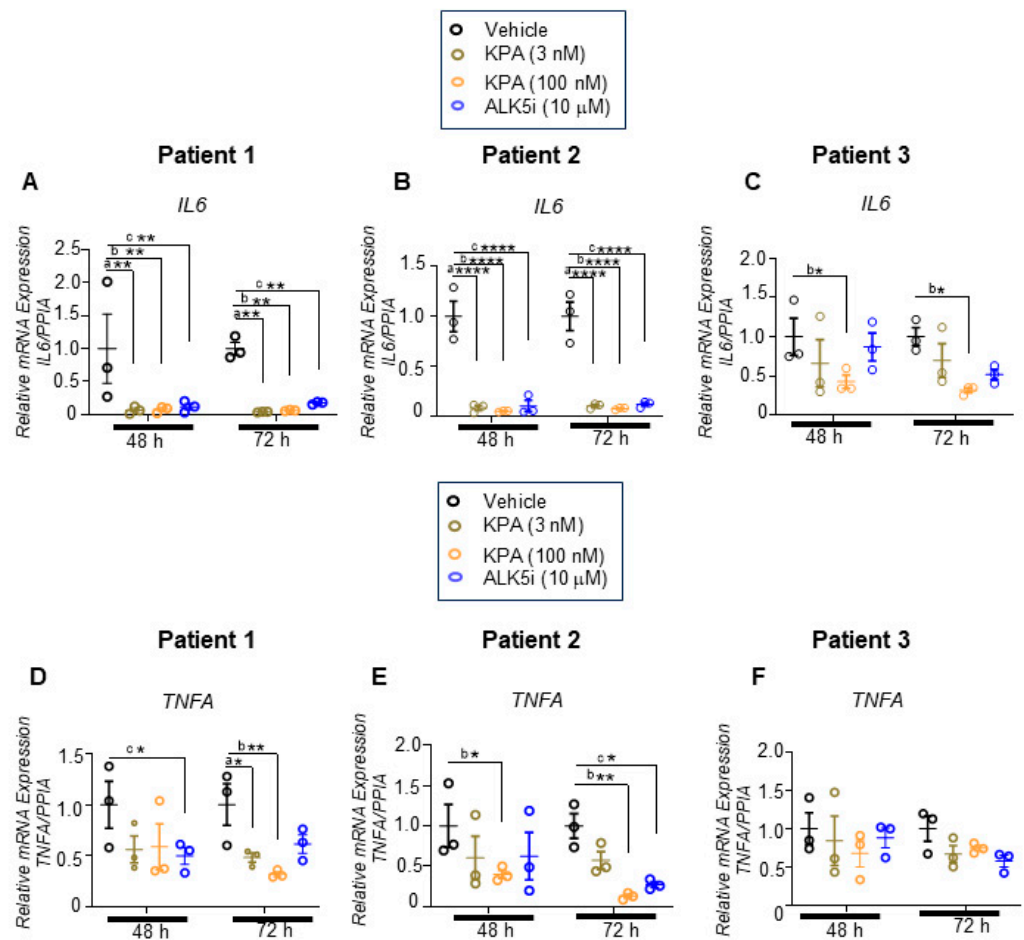 Vehicle
KPA (3 nM)
KPA (100 nM)
ALK5i (10 μM)
Patient 1
Patient 2
Patient 3
A
IL6
Relative mRNA Expression
IL6/PPIA
2.5
2.0
1.5
1.0
0.5
0
c **
b **
a**
c **
b **
a**
48 h
72 h
B
IL6
Relative mRNA Expression
IL6/PPIA
1.5
1.0
0.5
0
c****
b****
a****
c****
b****
a****
48 h
72 h
C
IL6
Relative mRNA Expression
IL6/PPIA
2.0
1.5
1.0
0.5
0
b*
b*
48 h
72 h
Vehicle
KPA (3 nM)
KPA (100 nM)
ALK5i (10 μM)
Patient 1
Patient 2
Patient 3
D
TNFA
Relative mRNA Expression
TNFA/PPIA
1.5
1.0
0.5
0
c *
b**
a*
48 h
72 h
E
TNFA
Relative mRNA Expression
TNFA/PPIA
2.0
1.5
1.0
0.5
0
b*
c*
b**
48 h
72 h
F
TNFA
Relative mRNA Expression
TNFA/PPIA
2.0
1.5
1.0
0.5
0
48 h
72 h